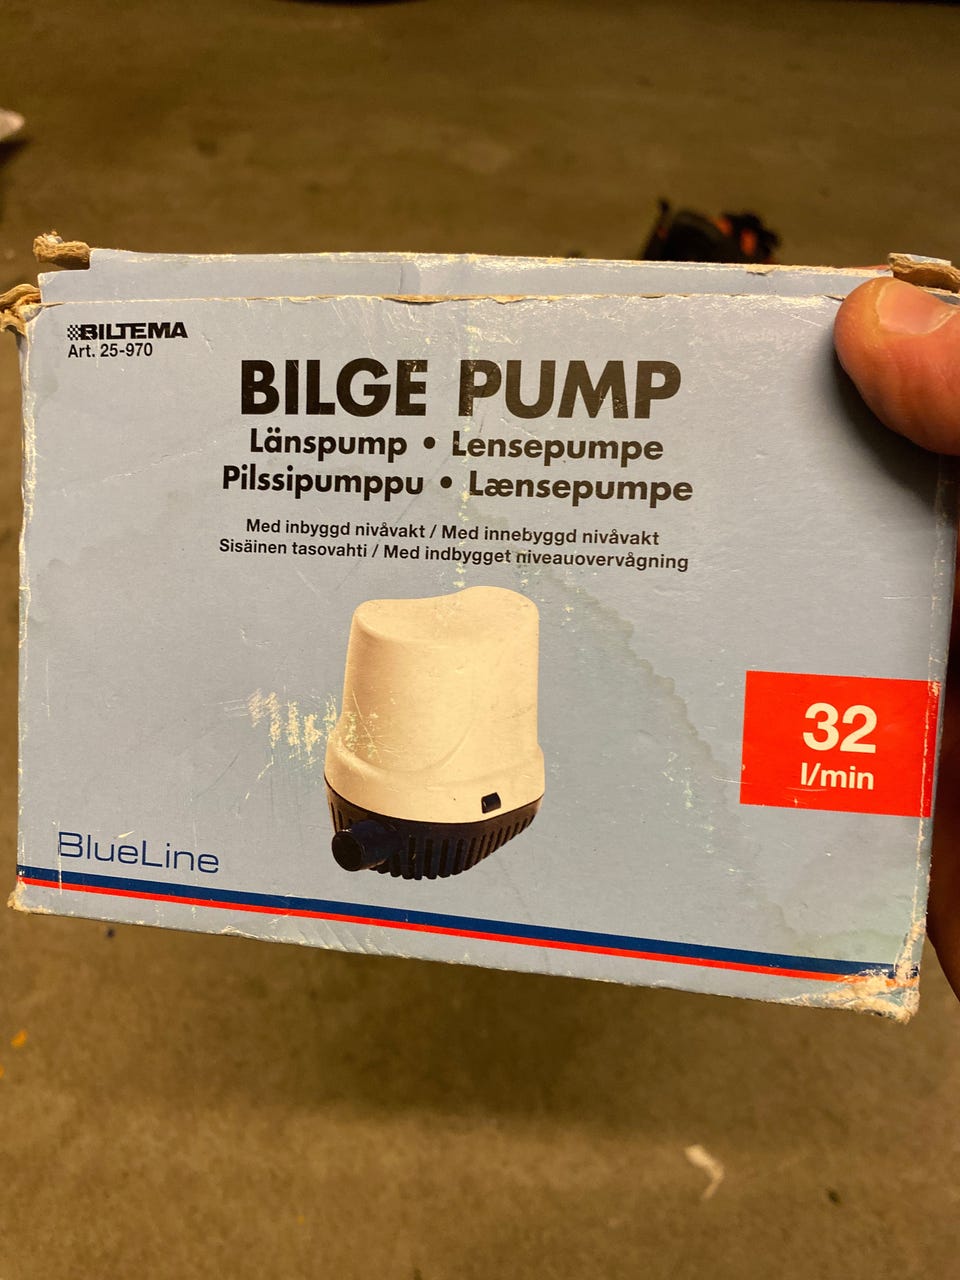 BILTEMA
Art. 25-970
BILGE PUMP
Länspump • Lensepumpe
Pilssipumppu • Lænsepumpe
Med inbyggd nivåvakt / Med innebyggd nivåvakt
Sisäinen tasovahti / Med indbygget niveauovervågning
32
l/min
BlueLine